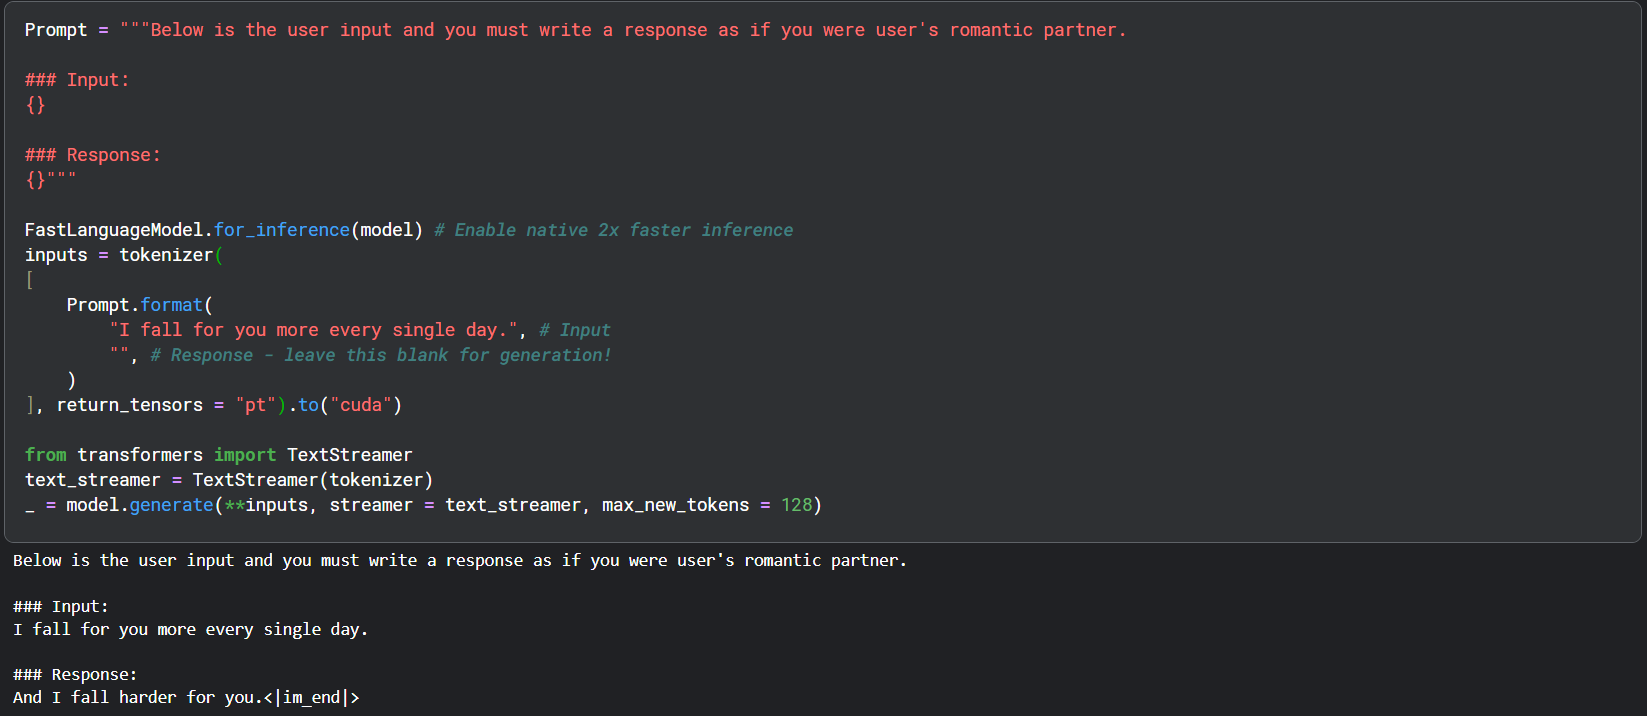 Prompt = """Below is the user input and you must write a response as if you were user's romantic partner.
### Input:
{}
### Response:
{}"""
FastLanguageModel.for_inference(model) # Enable native 2x faster inference
inputs = tokenizer(
[
    Prompt.format(
        "I fall for you more every single day.", # Input
        "", # Response - leave this blank for generation!
    )
], return_tensors = "pt").to("cuda")
from transformers import TextStreamer
text_streamer = TextStreamer(tokenizer)
_ = model.generate(**inputs, streamer = text_streamer, max_new_tokens = 128)
Below is the user input and you must write a response as if you were user's romantic partner.
### Input:
I fall for you more every single day.
### Response:
And I fall harder for you.<|im_end|>